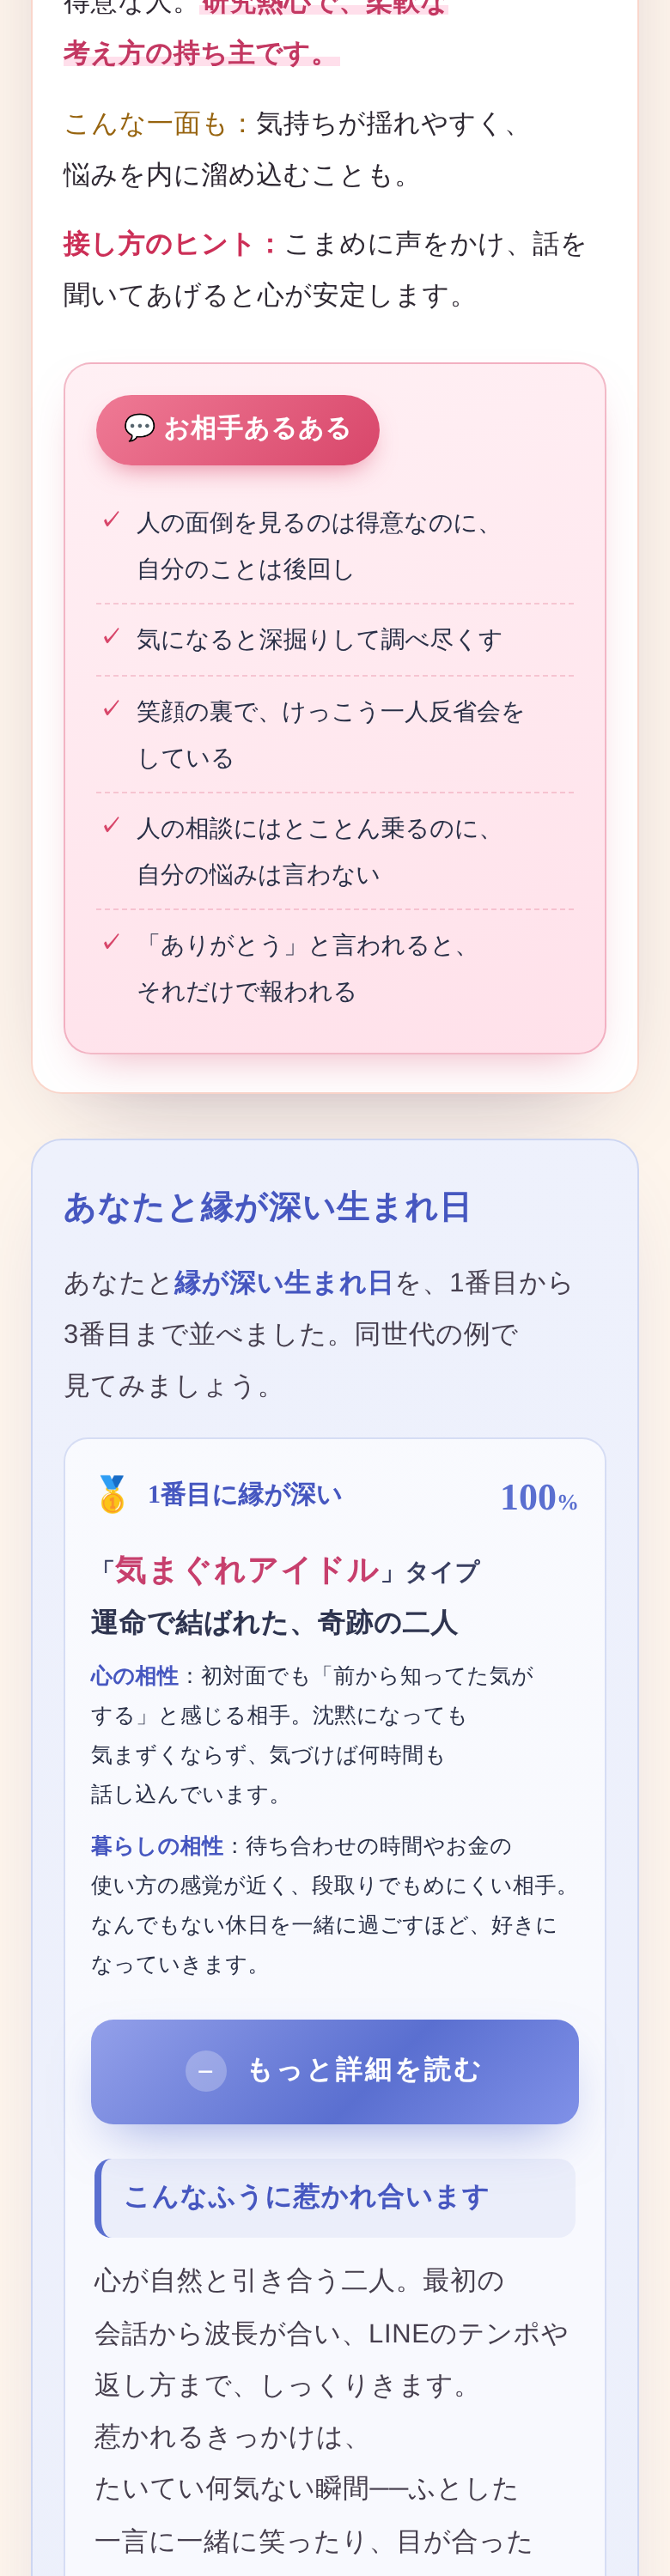 得意な人。研究熱心で、柔軟な
考え方の持ち主です。
こんな一面も：気持ちが揺れやすく、
悩みを内に溜め込むことも。
接し方のヒント：こまめに声をかけ、話を
聞いてあげると心が安定します。
💬 お相手あるある
✓ 人の面倒を見るのは得意なのに、
自分のことは後回し
✓ 気になると深掘りして調べ尽くす
✓ 笑顔の裏で、けっこう一人反省会を
している
✓ 人の相談にはとことん乗るのに、
自分の悩みは言わない
✓ 「ありがとう」と言われると、
それだけで報われる
あなたと縁が深い生まれ日
あなたと縁が深い生まれ日を、1番目から
3番目まで並べました。同世代の例で
見てみましょう。
🥇 1番目に縁が深い 100%
「気まぐれアイドル」タイプ
運命で結ばれた、奇跡の二人
心の相性：初対面でも「前から知ってた気が
する」と感じる相手。沈黙になっても
気まずくならず、気づけば何時間も
話し込んでいます。
暮らしの相性：待ち合わせの時間やお金の
使い方の感覚が近く、段取りでもめにくい相手。
なんでもない休日を一緒に過ごすほど、好きに
なっていきます。
− もっと詳細を読む
こんなふうに惹かれ合います
心が自然と引き合う二人。最初の
会話から波長が合い、LINEのテンポや
返し方まで、しっくりきます。
惹かれるきっかけは、
たいてい何気ない瞬間──ふとした
一言に一緒に笑ったり、目が合った